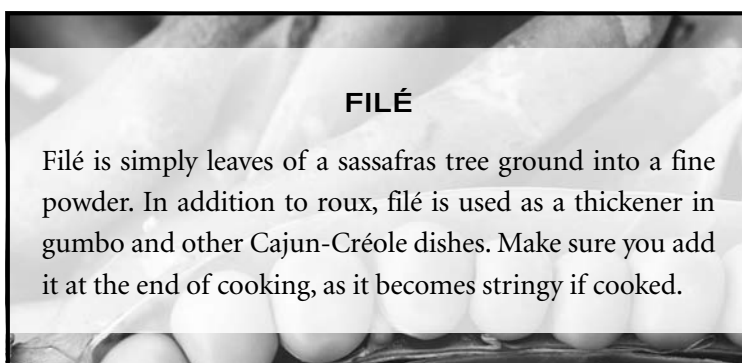 FILÉ
Filé is simply leaves of a sassafras tree ground into a fine
powder. In addition to roux, filé is used as a thickener in
gumbo and other Cajun-Créole dishes. Make sure you add
it at the end of cooking, as it becomes stringy if cooked.